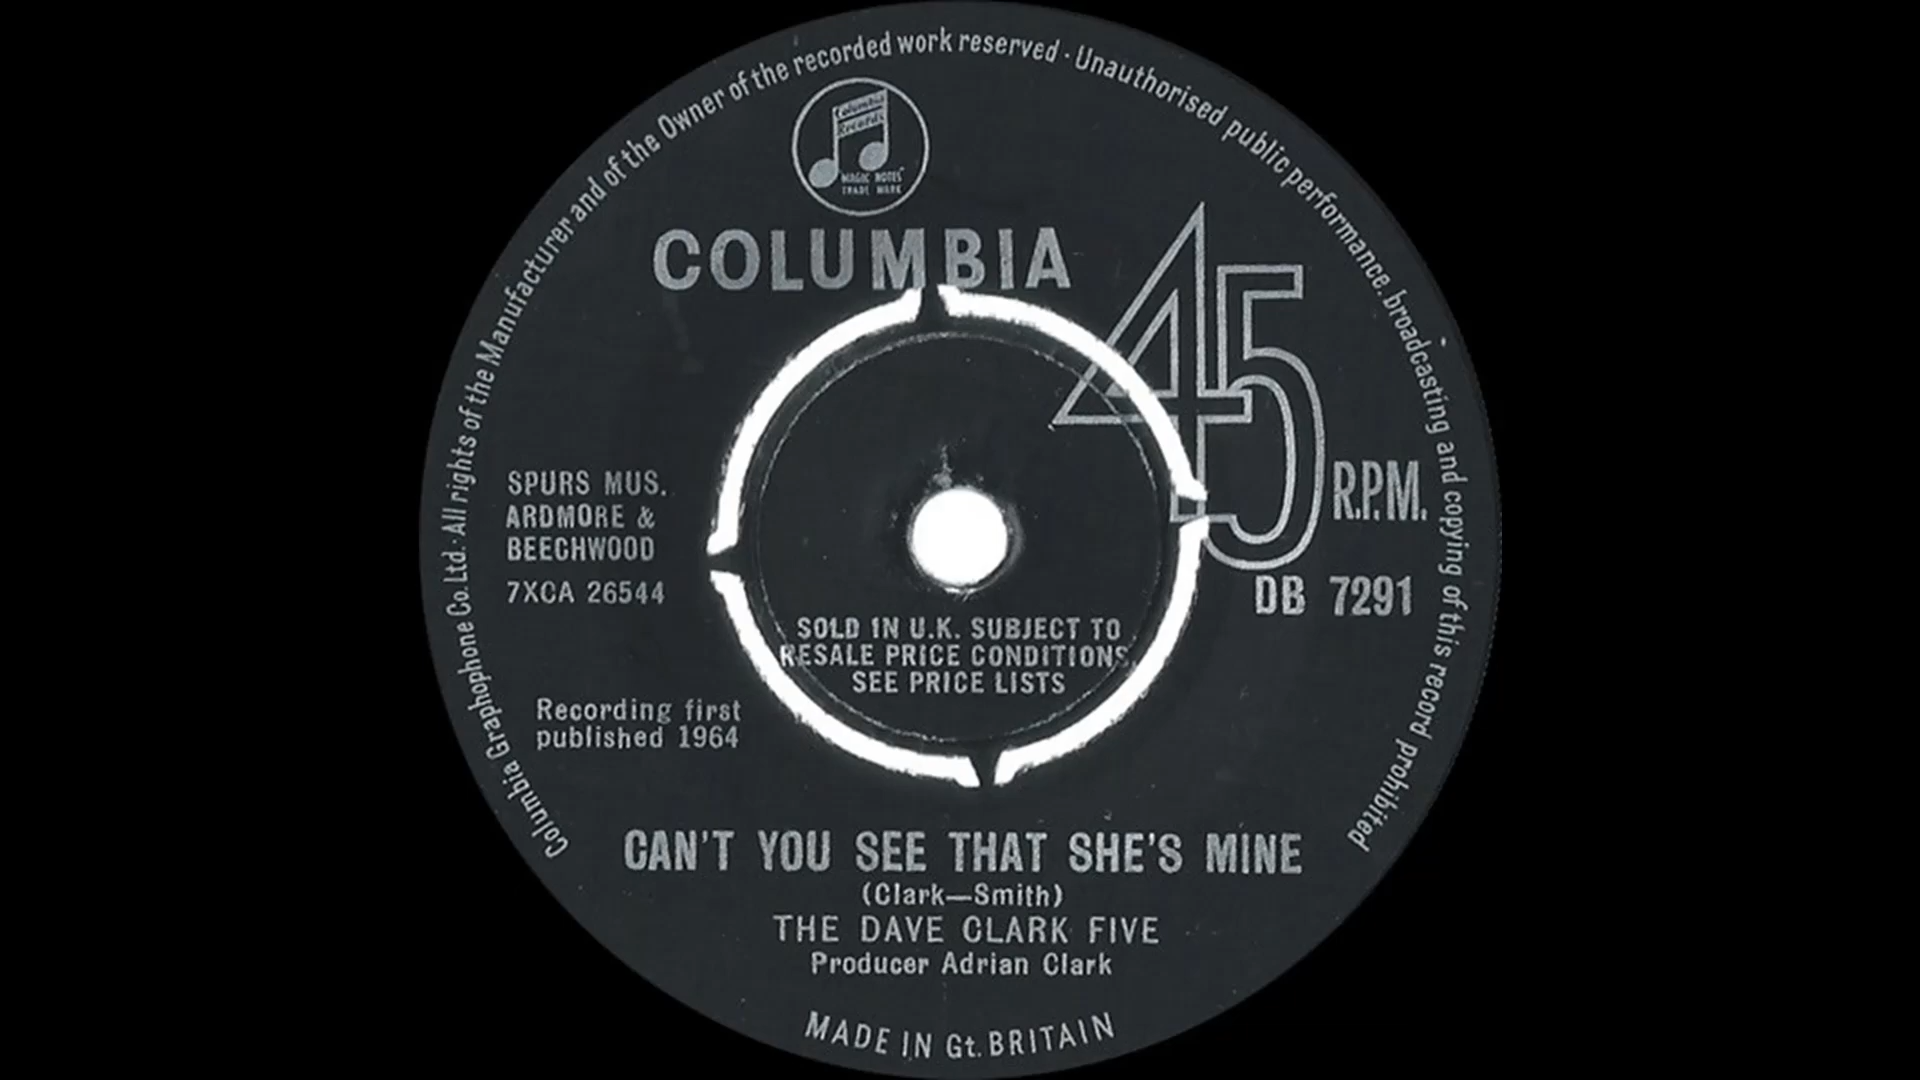 Columbia Graphophone Co. Ltd. · All rights of the Manufacturer and of the Owner of the recorded work reserved · Unauthorised public performance, broadcasting and copying of this record prohibited
Columbia
Records
MAGIC NOTES
TRADE MARK
COLUMBIA
45
R.P.M.
SPURS MUS.
ARDMORE &
BEECHWOOD
7XCA 26544
DB 7291
SOLD IN U.K. SUBJECT TO
RESALE PRICE CONDITIONS,
SEE PRICE LISTS
Recording first
published 1964
CAN'T YOU SEE THAT SHE'S MINE
(Clark—Smith)
THE DAVE CLARK FIVE
Producer Adrian Clark
MADE IN Gt. BRITAIN